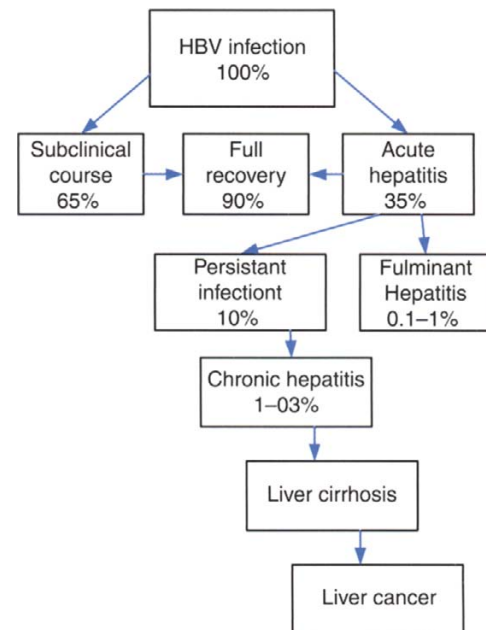 HBV infection
100%
Subclinical
course
65%
Full
recovery
90%
Acute
hepatitis
35%
Persistant
infectiont
10%
Fulminant
Hepatitis
0.1–1%
Chronic hepatitis
1–03%
Liver cirrhosis
Liver cancer